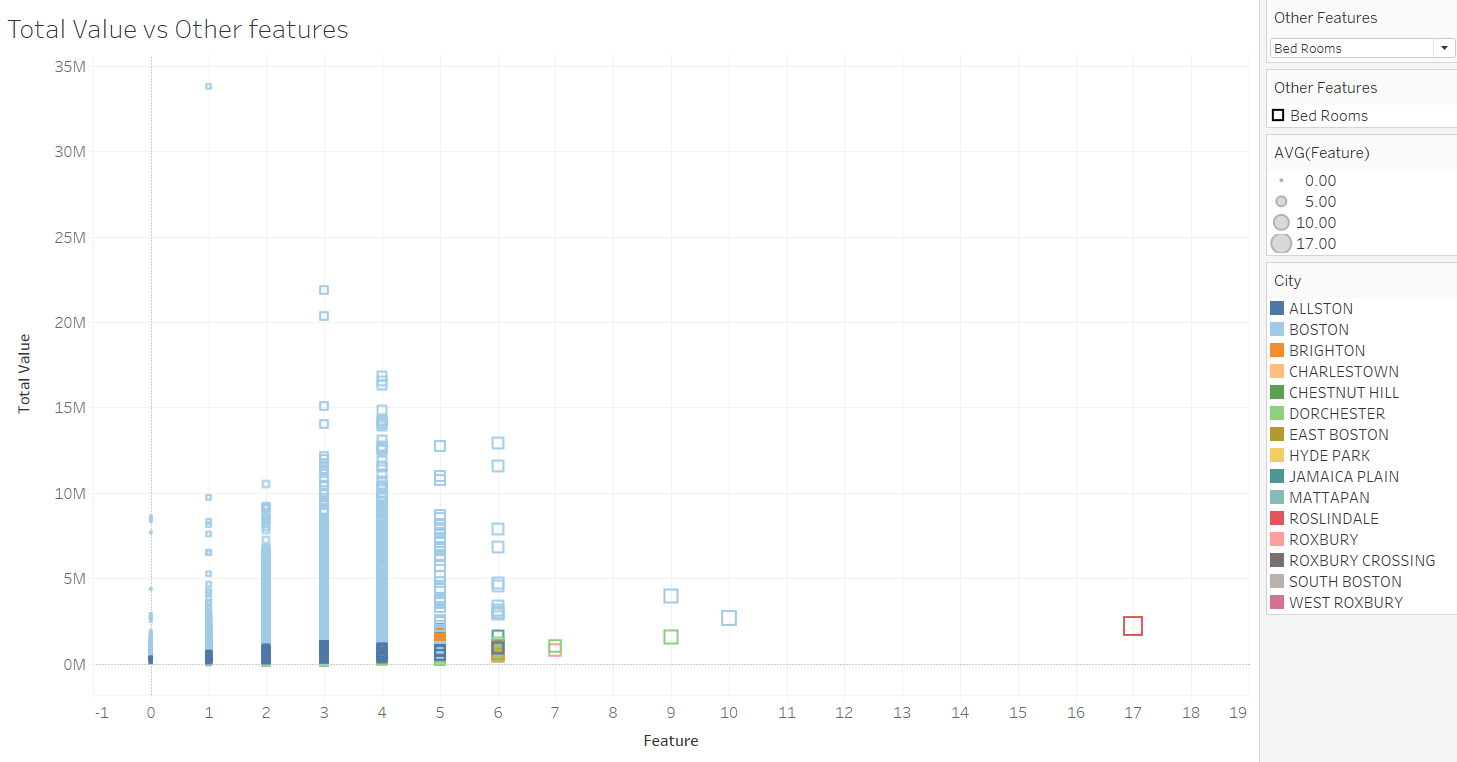 Total Value vs Other features
35M
30M
25M
20M
15M
10M
5M
0M
Total Value
-1 0 1 2 3 4 5 6 7 8 9 10 11 12 13 14 15 16 17 18 19
Feature
Other Features
Bed Rooms
Other Features
Bed Rooms
AVG(Feature)
0.00
5.00
10.00
17.00
City
ALLSTON
BOSTON
BRIGHTON
CHARLESTOWN
CHESTNUT HILL
DORCHESTER
EAST BOSTON
HYDE PARK
JAMAICA PLAIN
MATTAPAN
ROSLINDALE
ROXBURY
ROXBURY CROSSING
SOUTH BOSTON
WEST ROXBURY